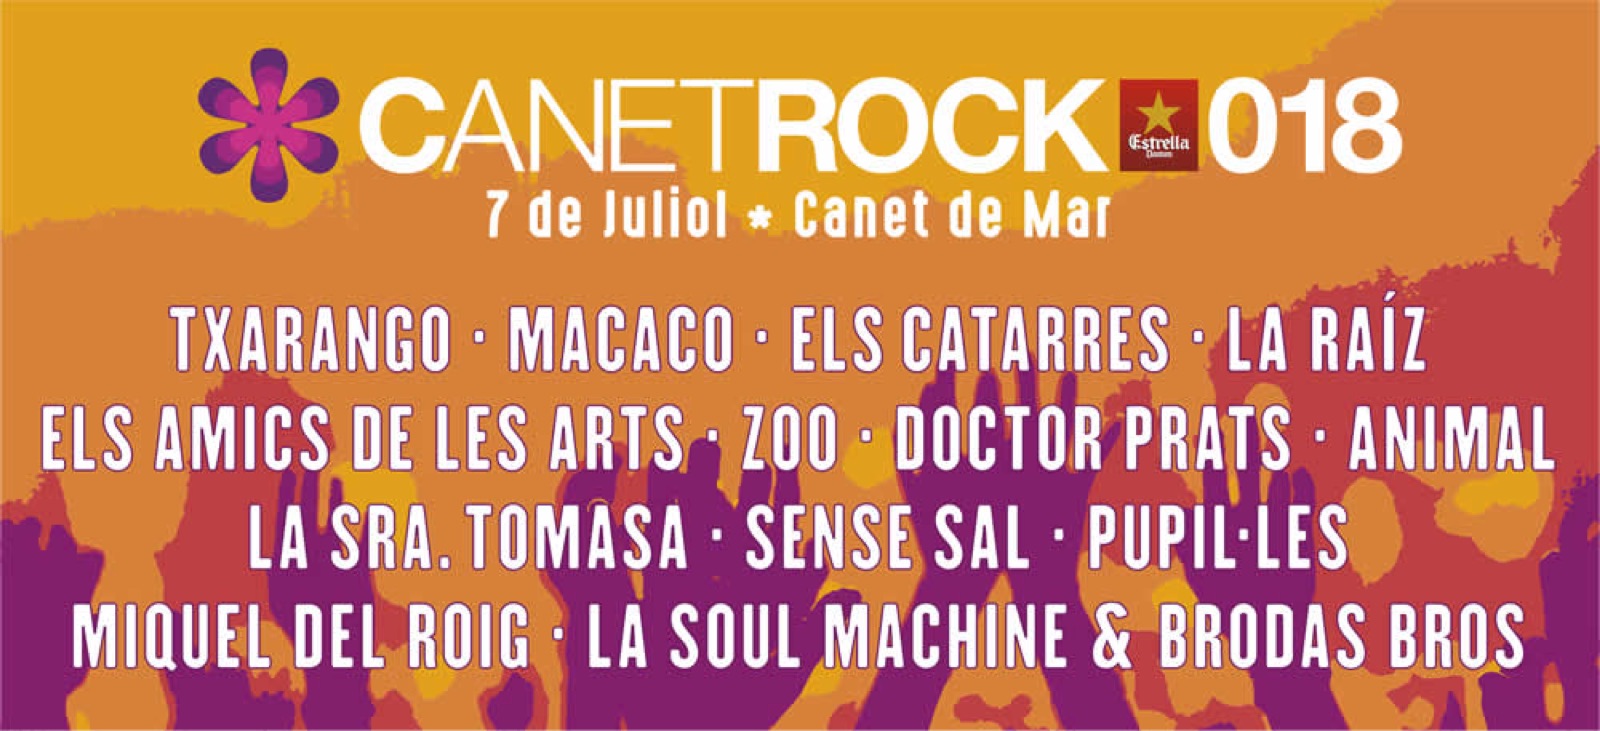 CANETROCK Estrella Damm 018
7 de Juliol * Canet de Mar
TXARANGO · MACACO · ELS CATARRES · LA RAÍZ
ELS AMICS DE LES ARTS · ZOO · DOCTOR PRATS · ANIMAL
LA SRA. TOMASA · SENSE SAL · PUPIL·LES
MIQUEL DEL ROIG · LA SOUL MACHINE & BRODAS BROS